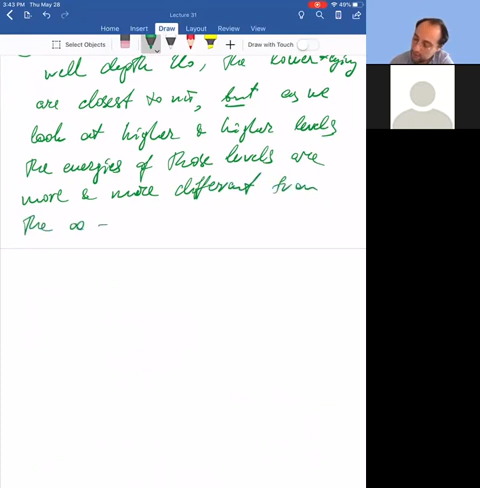 3:43 PM Thu May 28
49%
Lecture 31
Home Insert Draw Layout Review View
Select Objects
Draw with Touch
well depth U₀, the lower-lying
are closest to
but as we
look at higher & higher levels
the energies of those levels are
more & more different from
the ∞ -